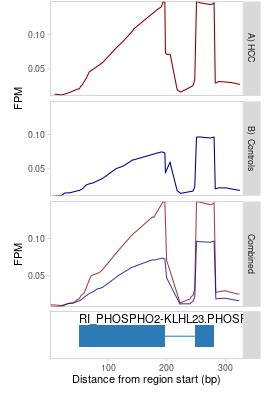 FPM
0.10
0.05
A) HCC
0.10
0.05
B) Controls
FPM
0.10
0.05
Combined
RI_PHOSPHO2-KLHL23.PHOSP
100
200
300
Distance from region start (bp)